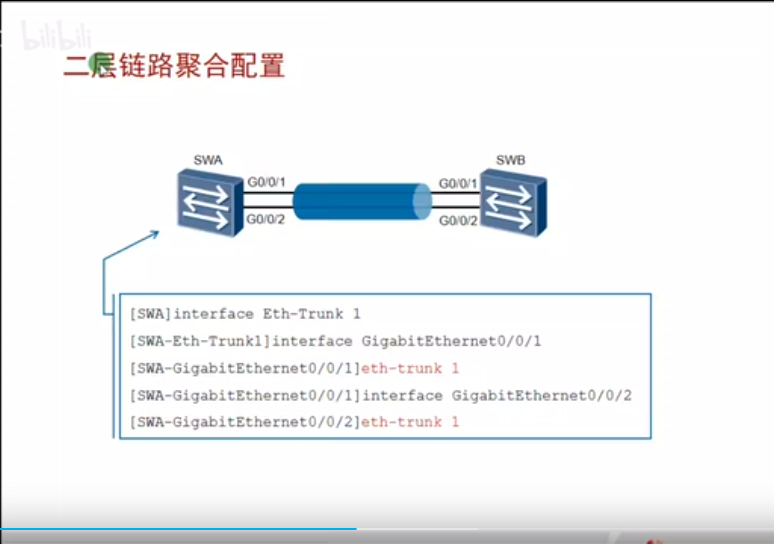 bilibili
二层链路聚合配置
SWA
SWB
G0/0/1
G0/0/1
G0/0/2
G0/0/2
[SWA]interface Eth-Trunk 1
[SWA-Eth-Trunk1]interface GigabitEthernet0/0/1
[SWA-GigabitEthernet0/0/1]eth-trunk 1
[SWA-GigabitEthernet0/0/1]interface GigabitEthernet0/0/2
[SWA-GigabitEthernet0/0/2]eth-trunk 1